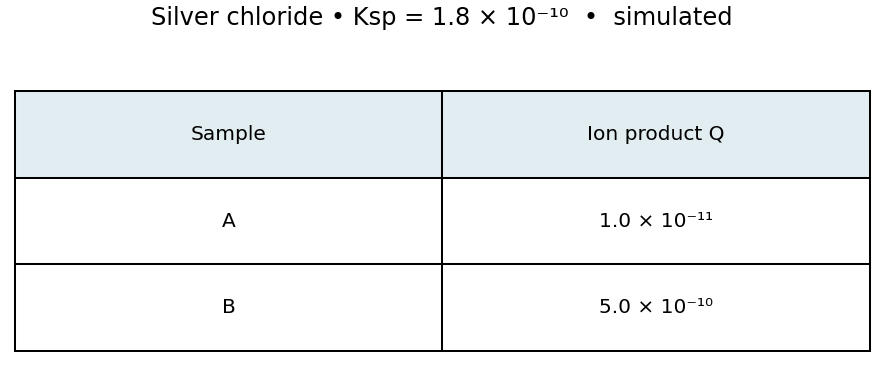 Silver chloride • Ksp = 1.8 × 10⁻¹⁰ • simulated
Sample Ion product Q
A 1.0 × 10⁻¹¹
B 5.0 × 10⁻¹⁰